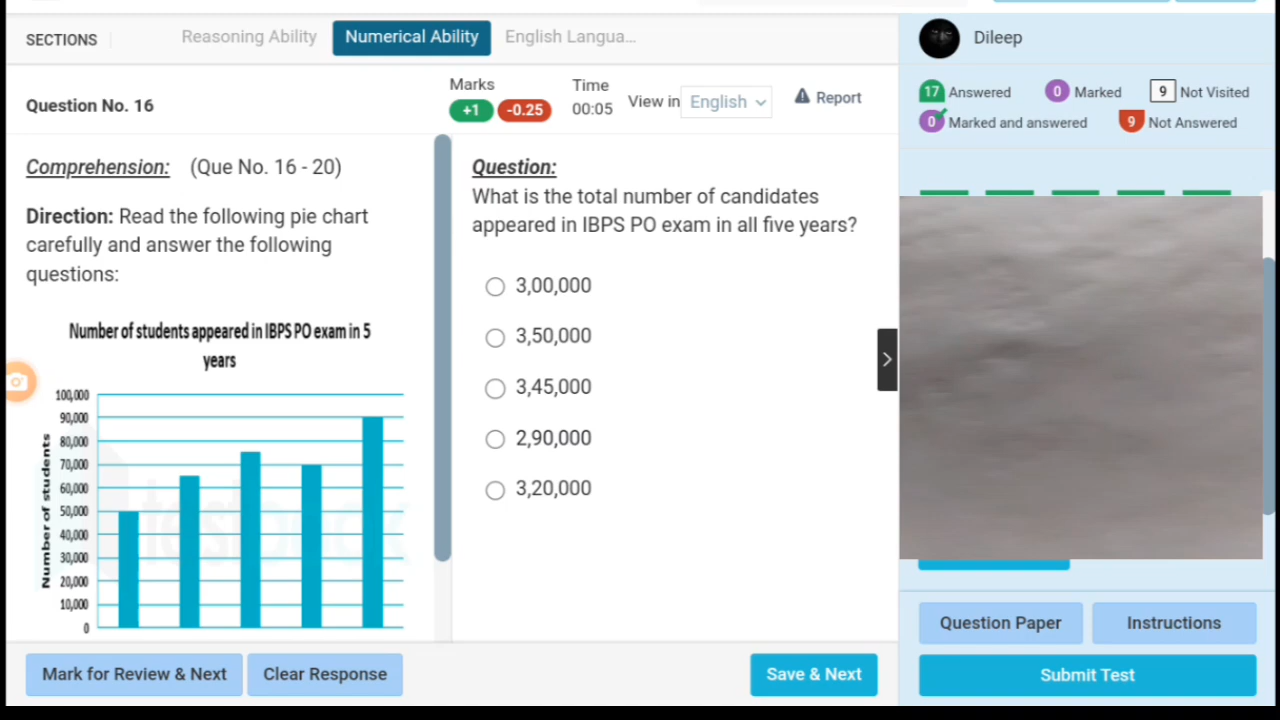 SECTIONS
Reasoning Ability
Numerical Ability
English Langua...
Dileep
Question No. 16
Marks
+1
-0.25
Time
00:05
View in
English
Report
17 Answered
0 Marked
9 Not Visited
0 Marked and answered
9 Not Answered
Comprehension: (Que No. 16 - 20)
Direction: Read the following pie chart
carefully and answer the following
questions:
Number of students appeared in IBPS PO exam in 5
years
Number of students
100,000
90,000
80,000
70,000
60,000
50,000
40,000
30,000
20,000
10,000
0
Question:
What is the total number of candidates
appeared in IBPS PO exam in all five years?
3,00,000
3,50,000
3,45,000
2,90,000
3,20,000
Mark for Review & Next
Clear Response
Save & Next
Question Paper
Instructions
Submit Test